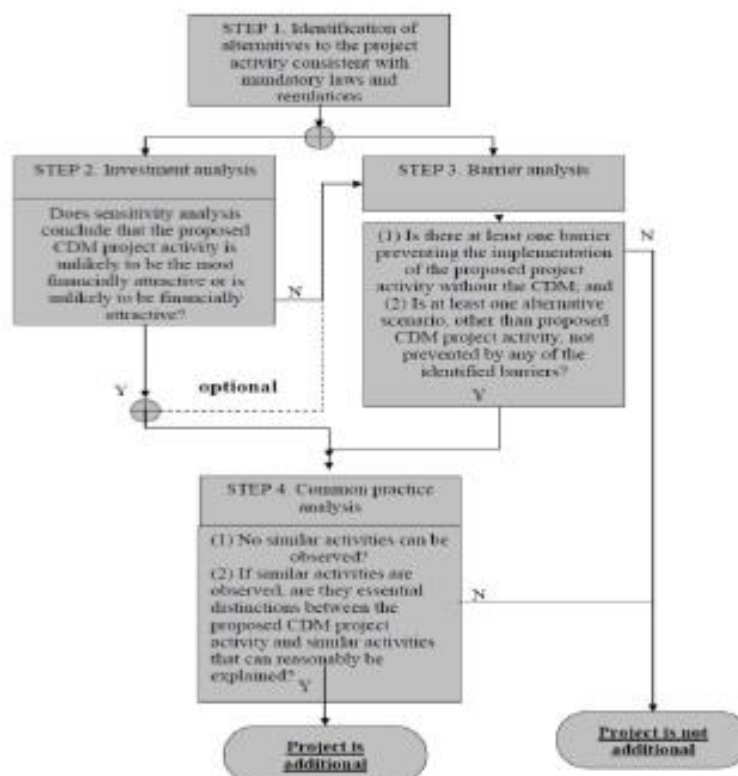 STEP 1. Identification of
alternatives to the project
activity consistent with
mandatory laws and
regulations
STEP 2. Investment analysis
Does sensitivity analysis
conclude that the proposed
CDM project activity is
unlikely to be the most
financially attractive or is
unlikely to be financially
attractive?
N
Y
optional
STEP 3. Barrier analysis
(1) Is there at least one barrier
preventing the implementation
of the proposed project
activity without the CDM; and
(2) Is at least one alternative
scenario, other than proposed
CDM project activity, not
prevented by any of the
identified barriers?
N
Y
STEP 4. Common practice
analysis
(1) No similar activities can be
observed?
(2) If similar activities are
observed, are they essential
distinctions between the
proposed CDM project
activity and similar activities
that can reasonably be
explained?
N
Y
Project is
additional
Project is not
additional